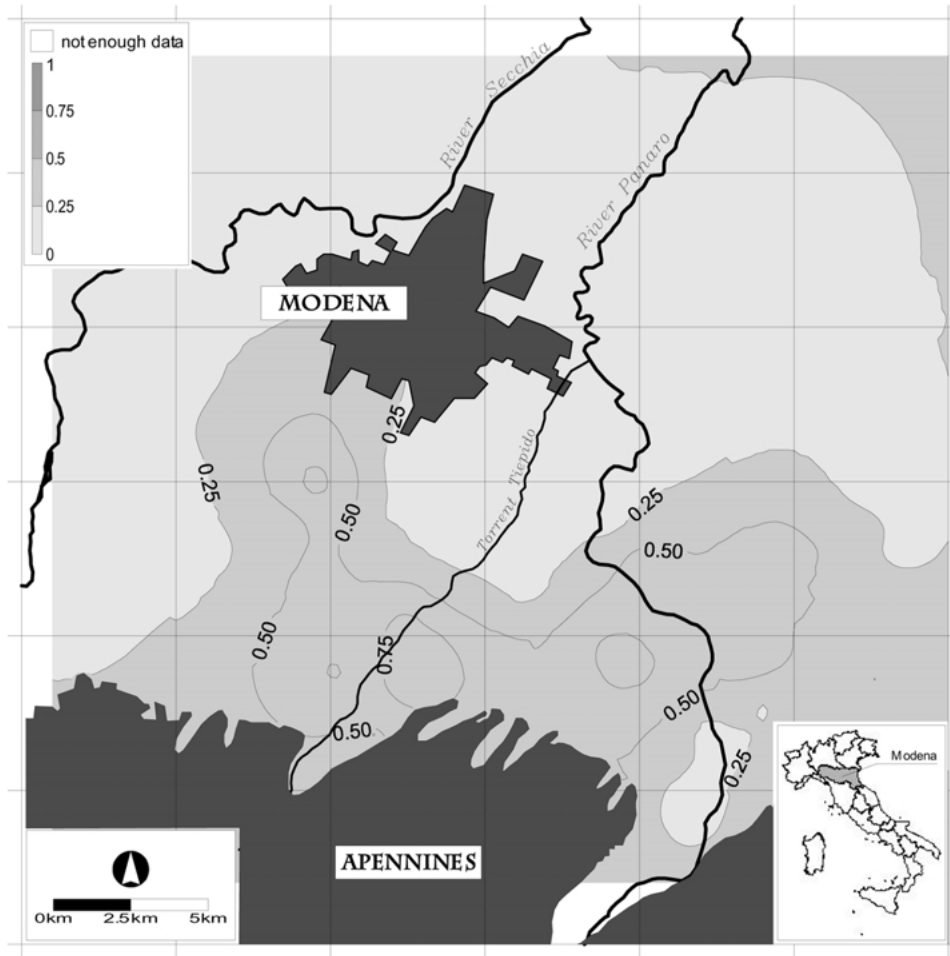 not enough data
1
0.75
0.5
0.25
0
River Secchia
River Panaro
MODENA
0.25
Torrent Tiepido
0.25
0.25
0.50
0.50
0.50
0.75
0.50
0.50
0.25
Modena
APENNINES
0km 2.5km 5km